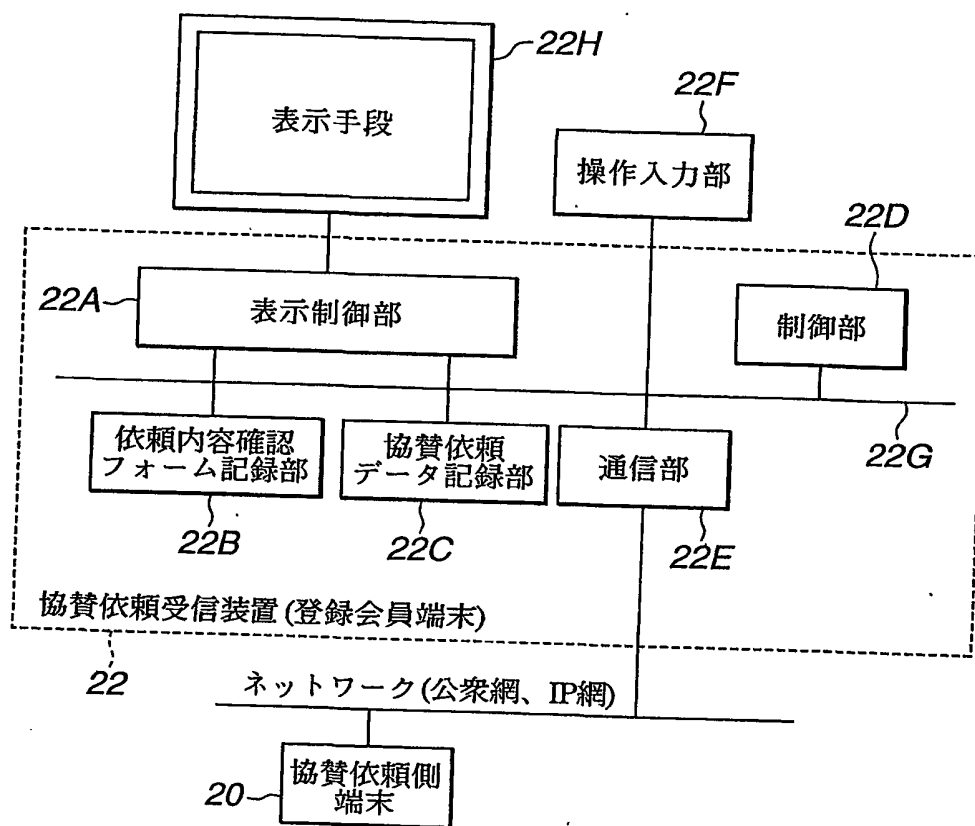 22H
表示手段
22F
操作入力部
22D
22A
表示制御部
制御部
依頼内容確認
フォーム記録部
協賛依頼
データ記録部
通信部
22G
22B
22C
22E
協賛依頼受信装置(登録会員端末)
22
ネットワーク(公衆網、IP網)
20
協賛依頼側
端末